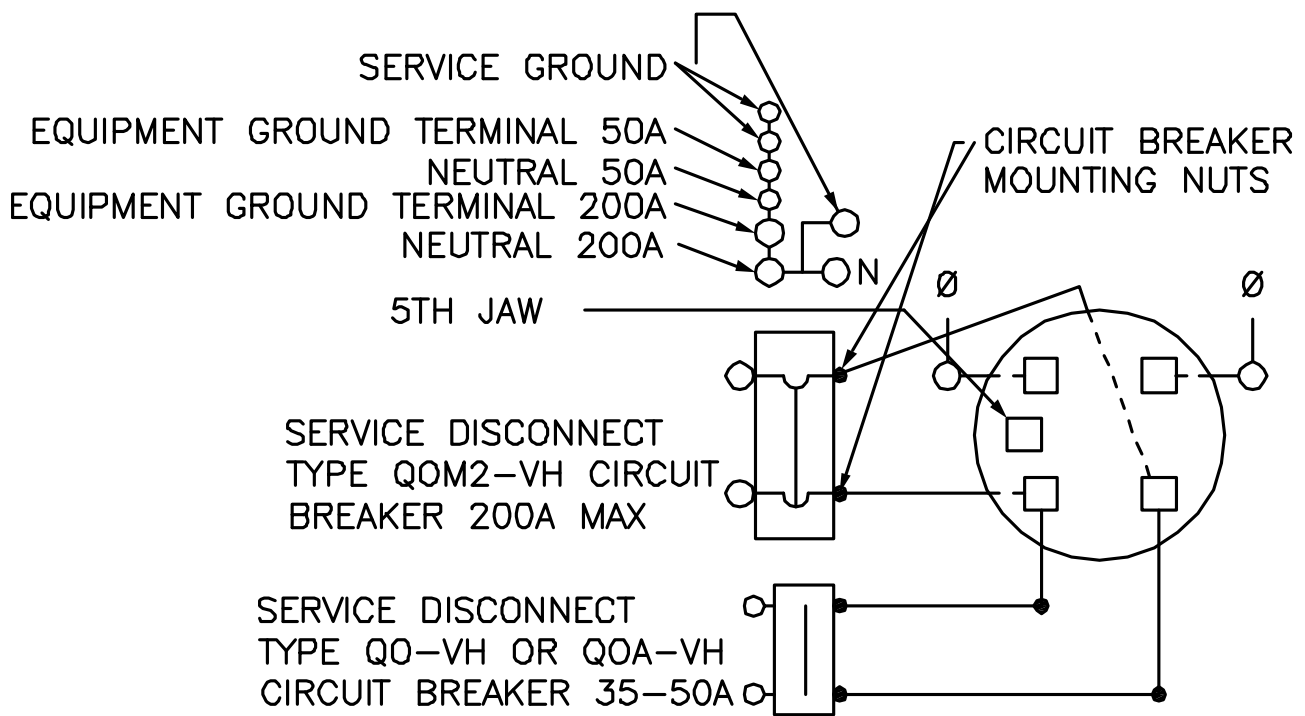 SERVICE GROUND
EQUIPMENT GROUND TERMINAL 50A
NEUTRAL 50A
EQUIPMENT GROUND TERMINAL 200A
NEUTRAL 200A
CIRCUIT BREAKER
MOUNTING NUTS
N
Ø
Ø
5TH JAW
SERVICE DISCONNECT
TYPE QOM2-VH CIRCUIT
BREAKER 200A MAX
SERVICE DISCONNECT
TYPE QO-VH OR QOA-VH
CIRCUIT BREAKER 35-50A